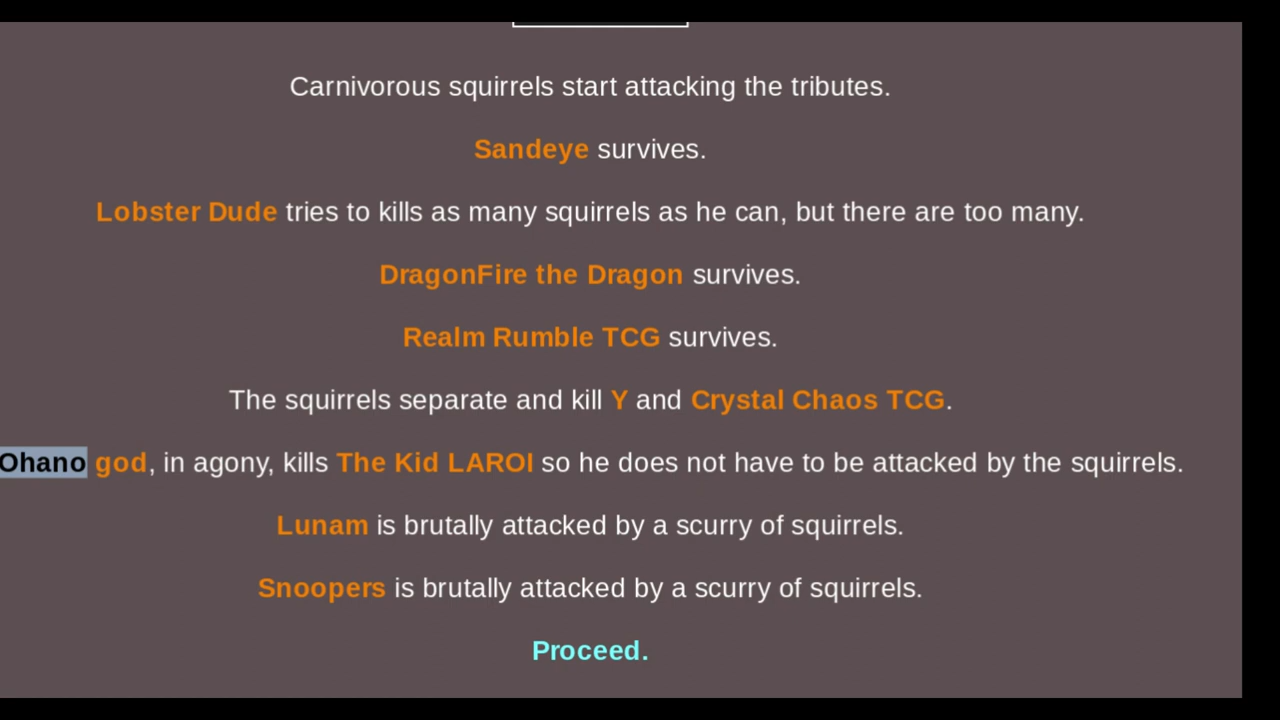 Carnivorous squirrels start attacking the tributes.
Sandeye survives.
Lobster Dude tries to kills as many squirrels as he can, but there are too many.
DragonFire the Dragon survives.
Realm Rumble TCG survives.
The squirrels separate and kill Y and Crystal Chaos TCG.
Ohano god, in agony, kills The Kid LAROI so he does not have to be attacked by the squirrels.
Lunam is brutally attacked by a scurry of squirrels.
Snoopers is brutally attacked by a scurry of squirrels.
Proceed.